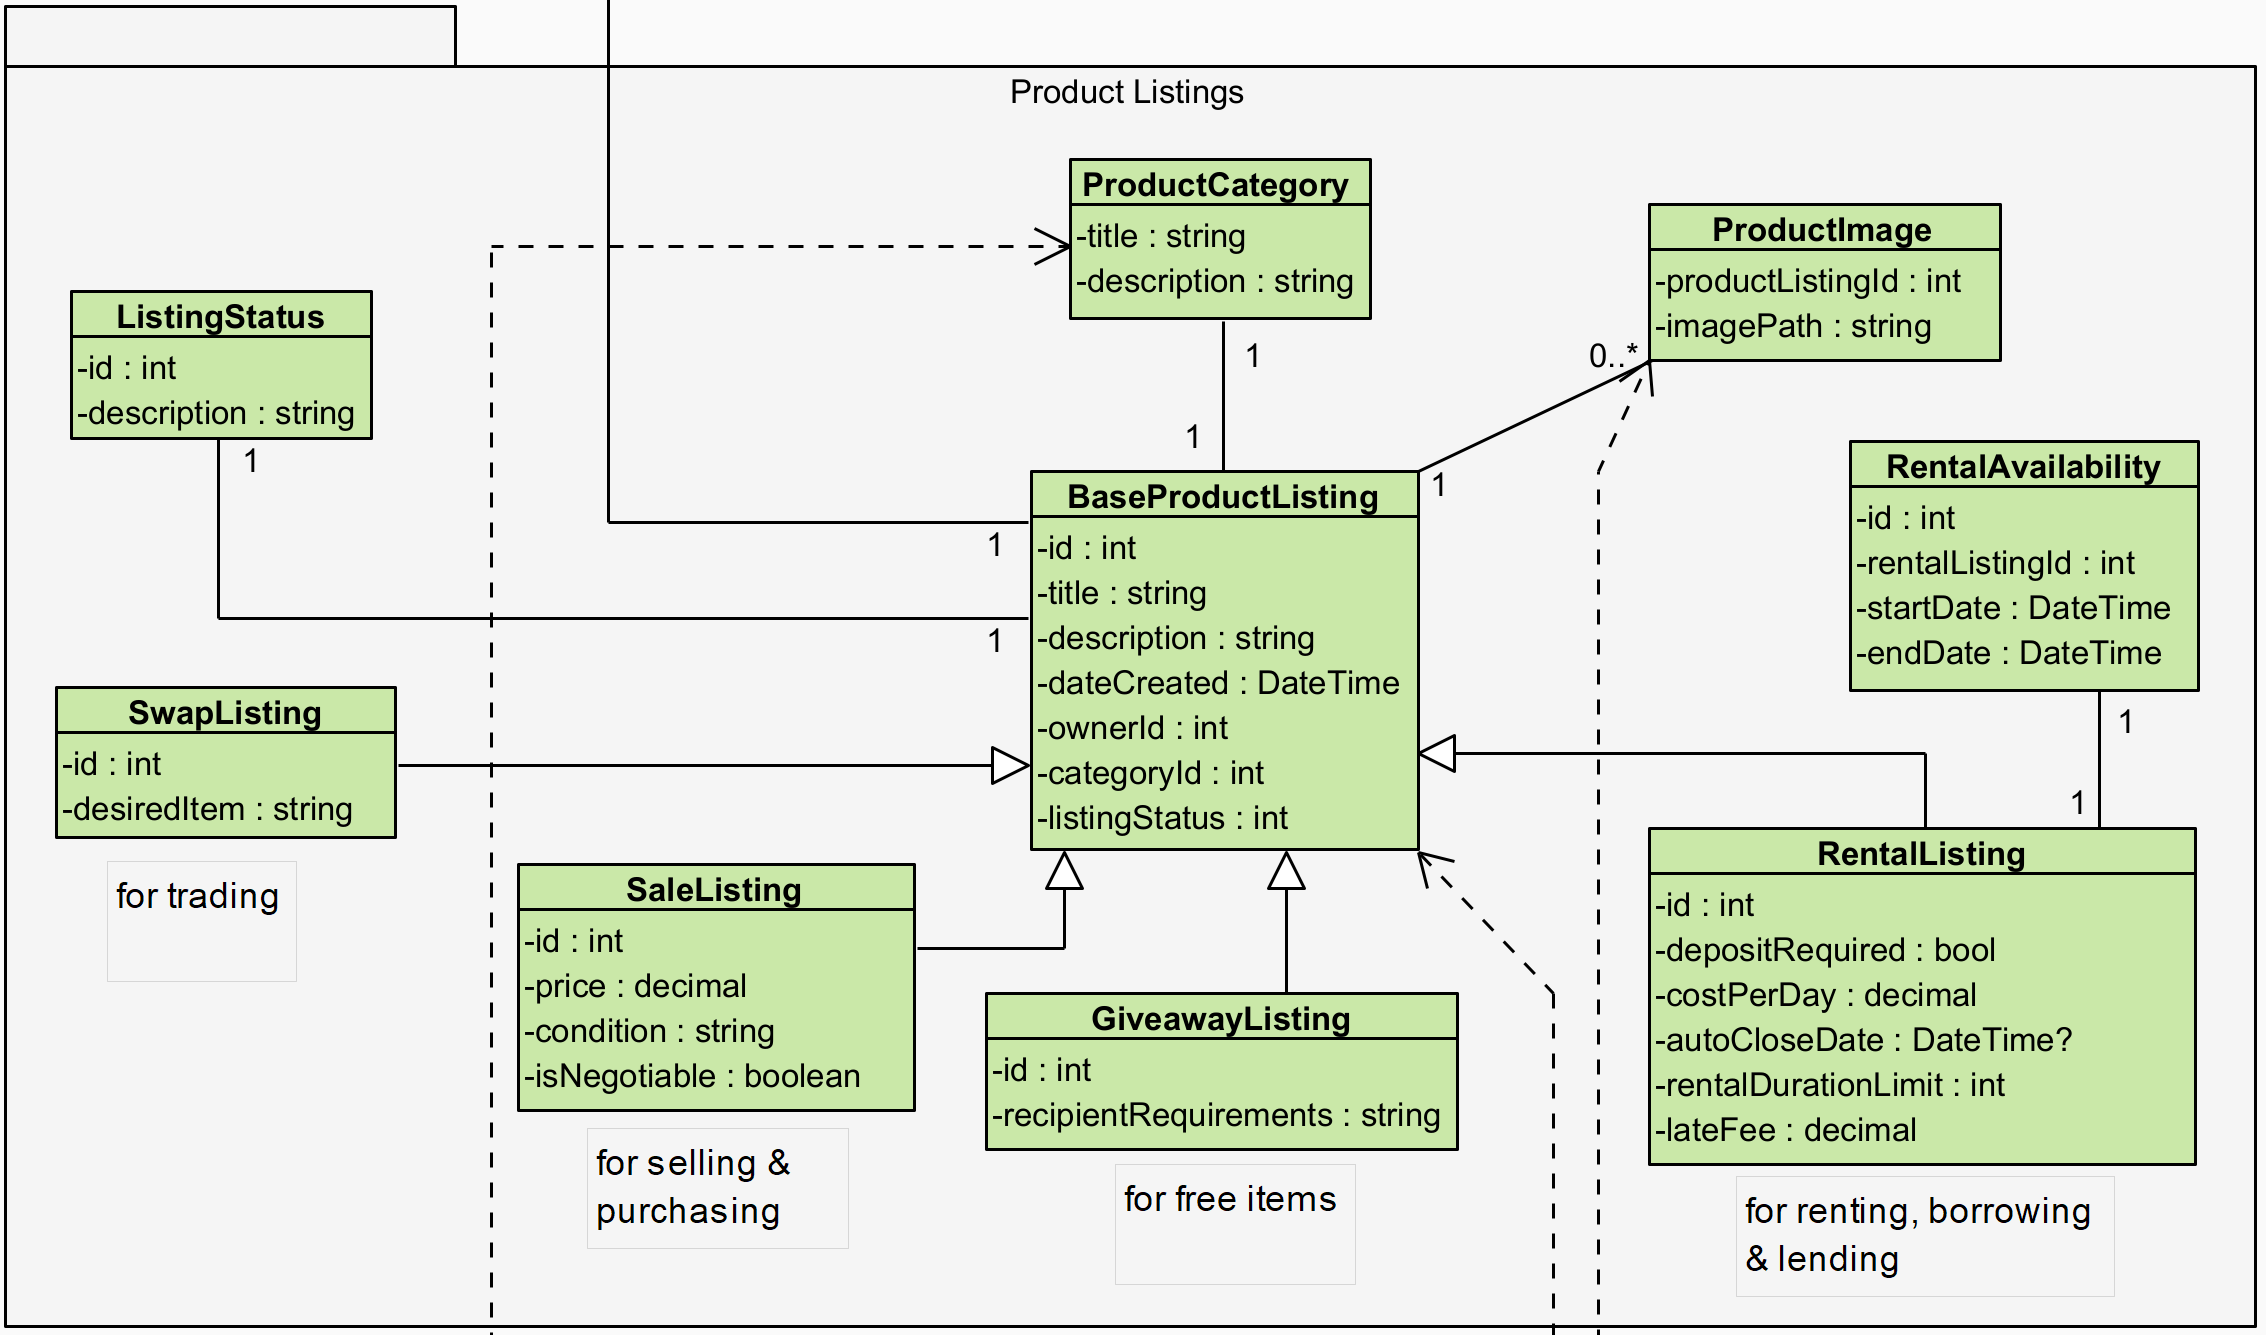 Product Listings
ProductCategory
-title : string
-description : string
ProductImage
-productListingId : int
-imagePath : string
ListingStatus
-id : int
-description : string
1
1
0..*
1
1
RentalAvailability
-id : int
-rentalListingId : int
-startDate : DateTime
-endDate : DateTime
BaseProductListing
-id : int
-title : string
-description : string
-dateCreated : DateTime
-ownerId : int
-categoryId : int
-listingStatus : int
1
1
SwapListing
-id : int
-desiredItem : string
for trading
1
1
RentalListing
-id : int
-depositRequired : bool
-costPerDay : decimal
-autoCloseDate : DateTime?
-rentalDurationLimit : int
-lateFee : decimal
SaleListing
-id : int
-price : decimal
-condition : string
-isNegotiable : boolean
for selling &
purchasing
GiveawayListing
-id : int
-recipientRequirements : string
for free items
for renting, borrowing
& lending